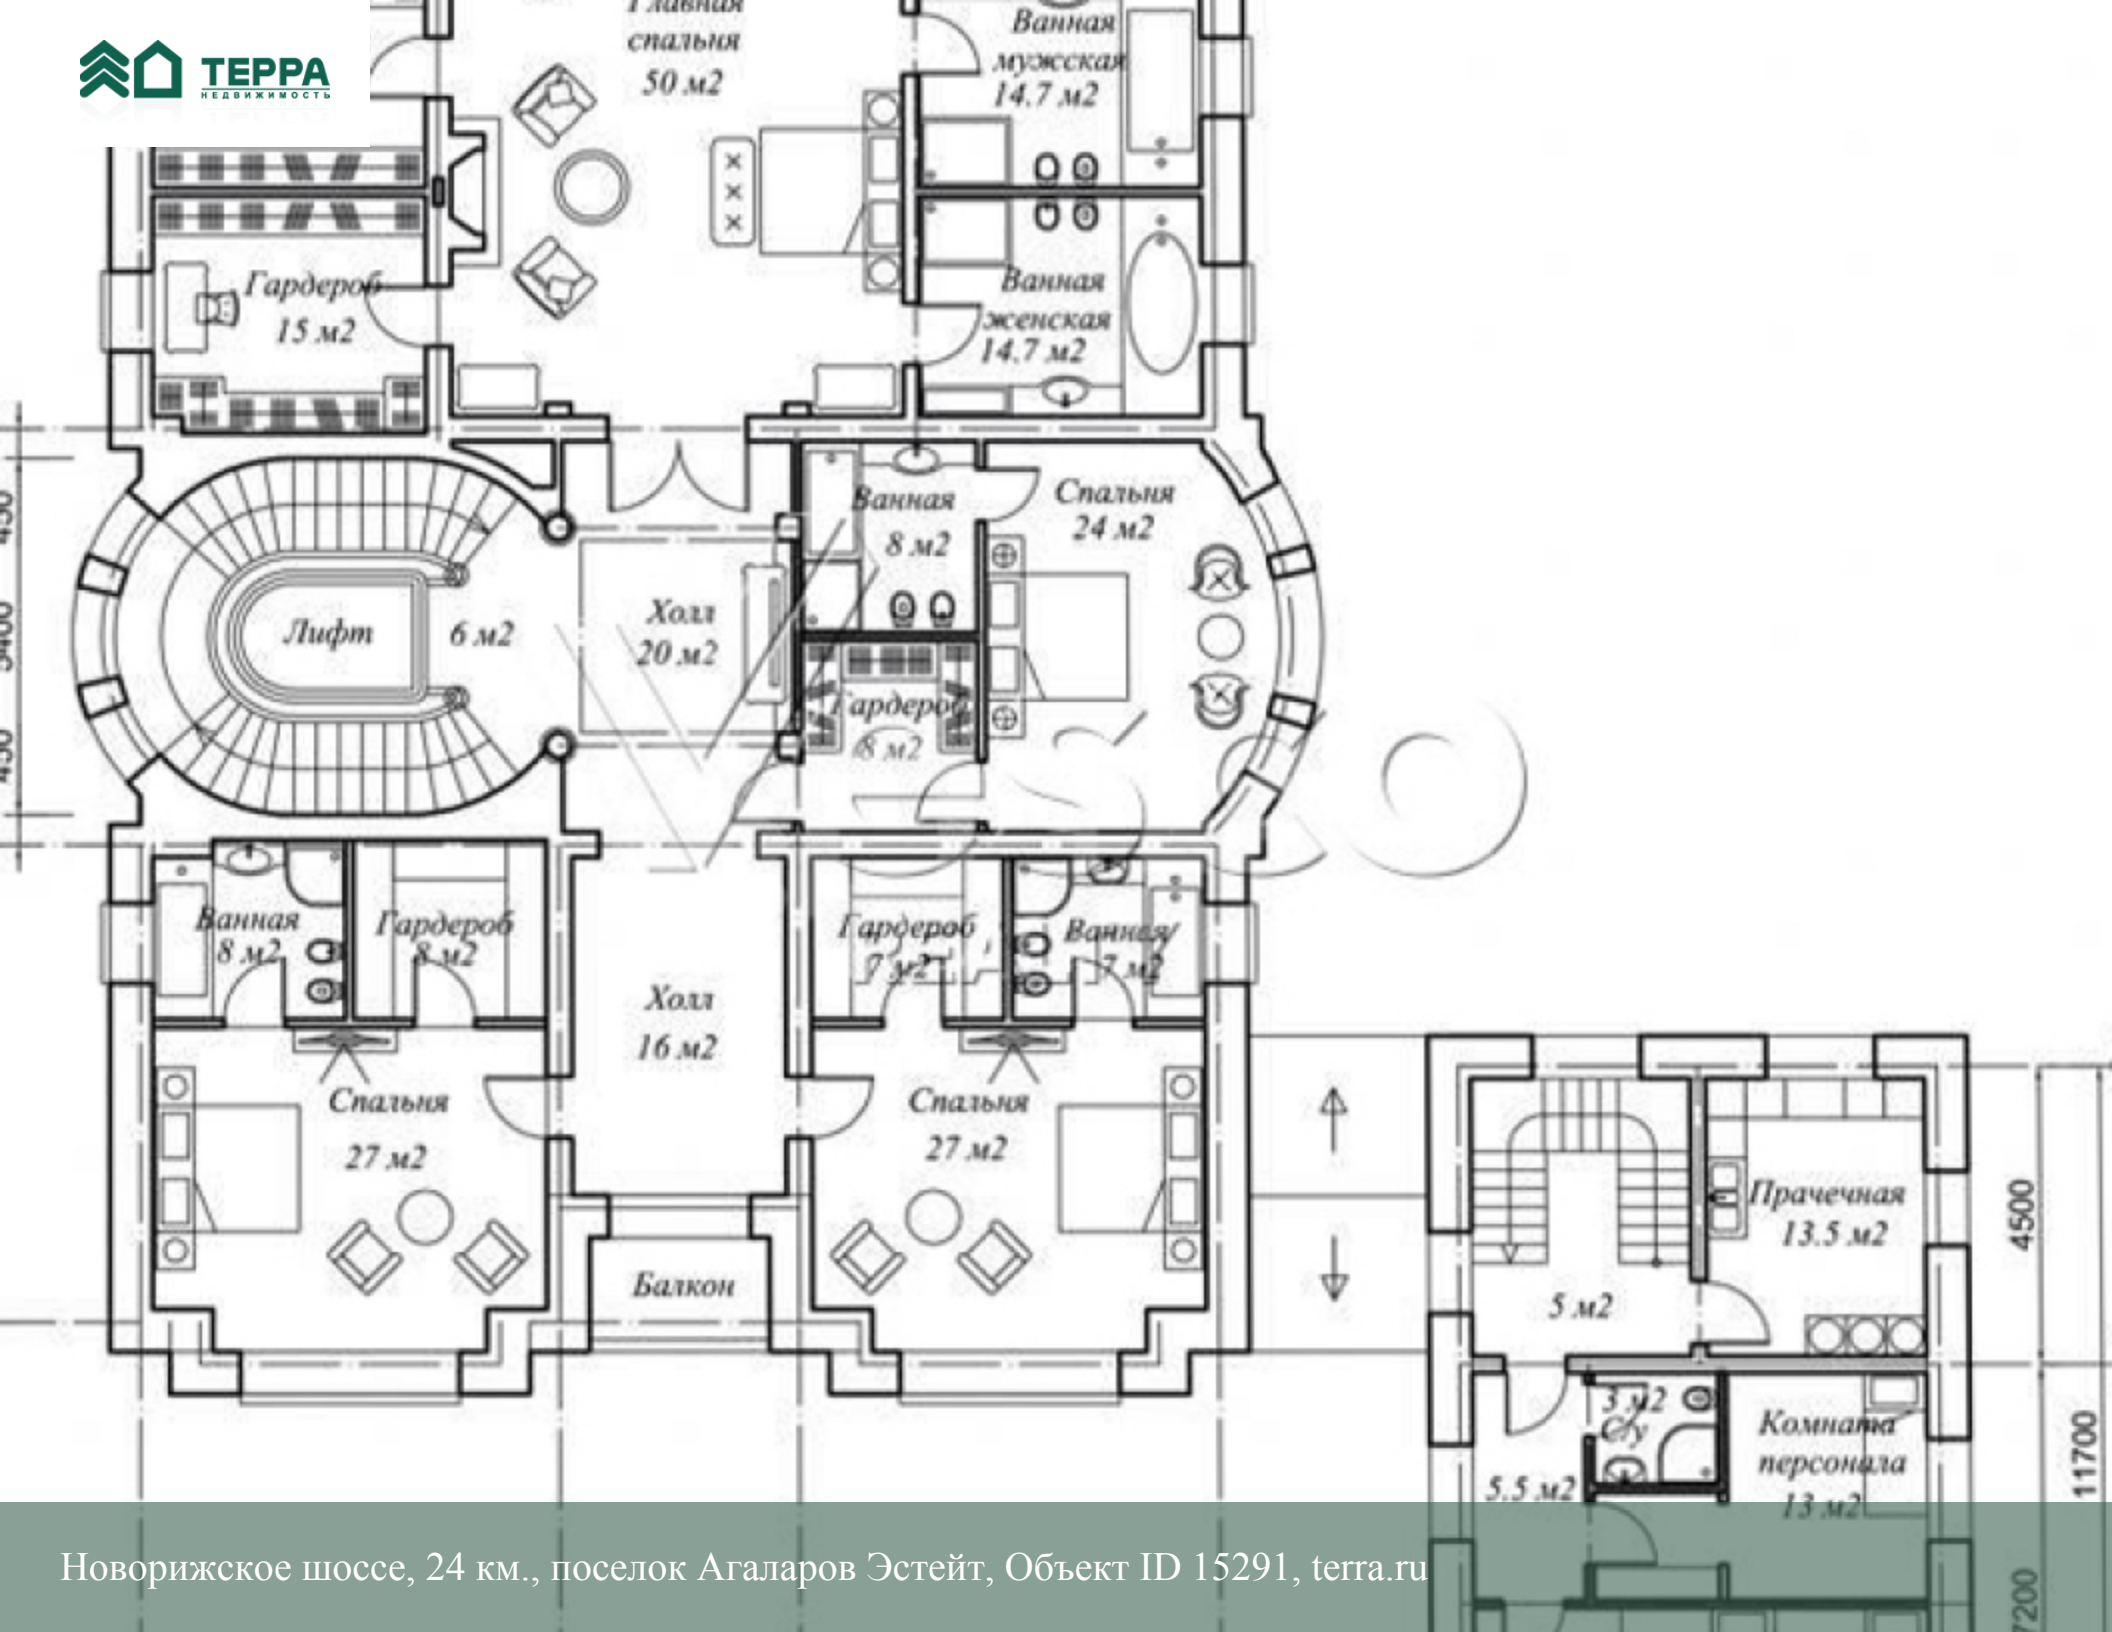 ТЕРРА
НЕДВИЖИМОСТЬ
Главная
спальня
50 м2
Ванная
мужская
14.7 м2
Гардероб
15 м2
Ванная
женская
14.7 м2
Ванная
8 м2
Спальня
24 м2
Лифт
6 м2
Холл
20 м2
Гардероб
8 м2
450
5400
450
Ванная
8 м2
Гардероб
8 м2
Гардероб
7 м2
Ванная
7 м2
Холл
16 м2
Спальня
27 м2
Спальня
27 м2
Балкон
Прачечная
13.5 м2
5 м2
4500
3 м2
С/у
Комната
персонала
13 м2
5.5 м2
11700
7200
Новорижское шоссе, 24 км., поселок Агаларов Эстейт, Объект ID 15291, terra.ru